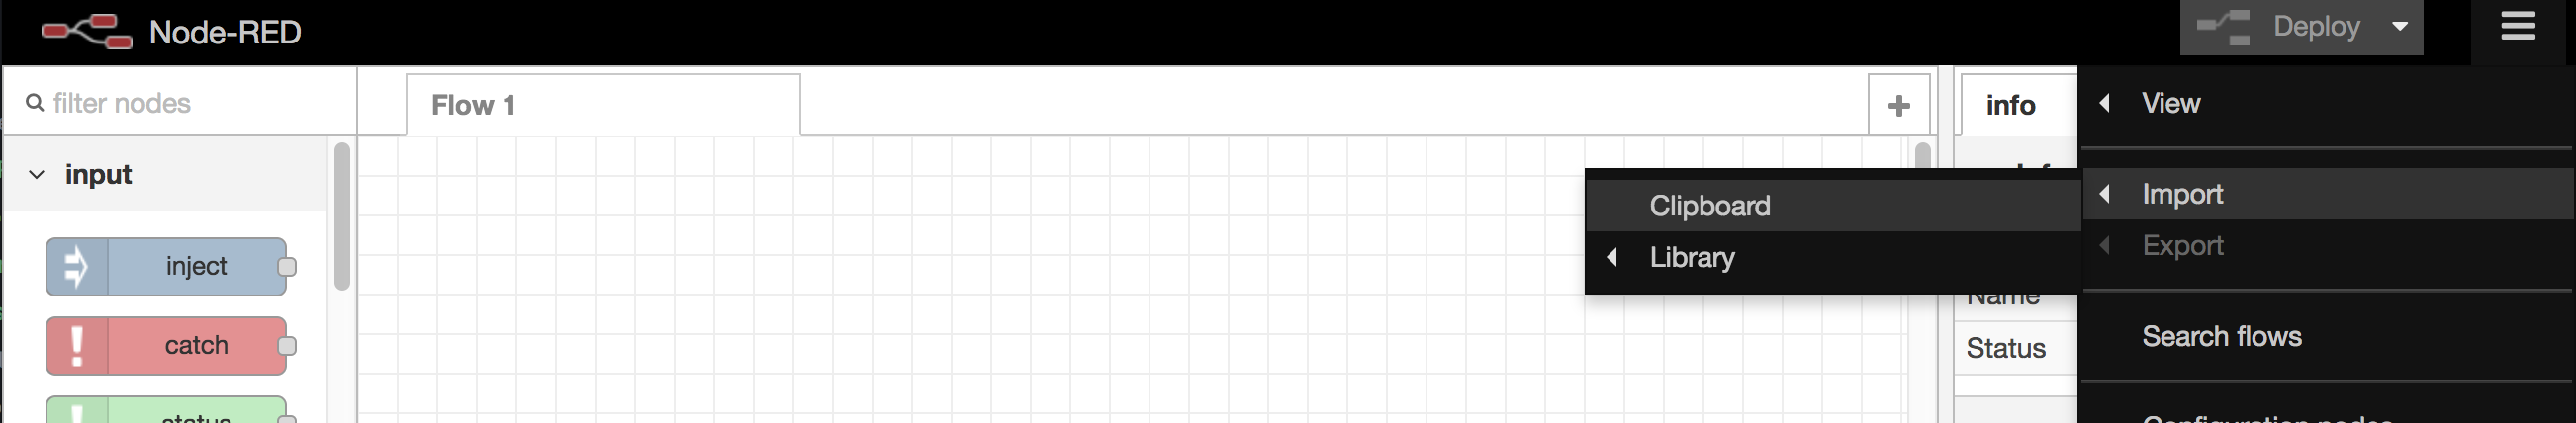 Node-RED
Deploy
filter nodes
Flow 1
info
View
input
Clipboard
Import
Library
Export
inject
Name
catch
Status
Search flows
status
Configuration nodes